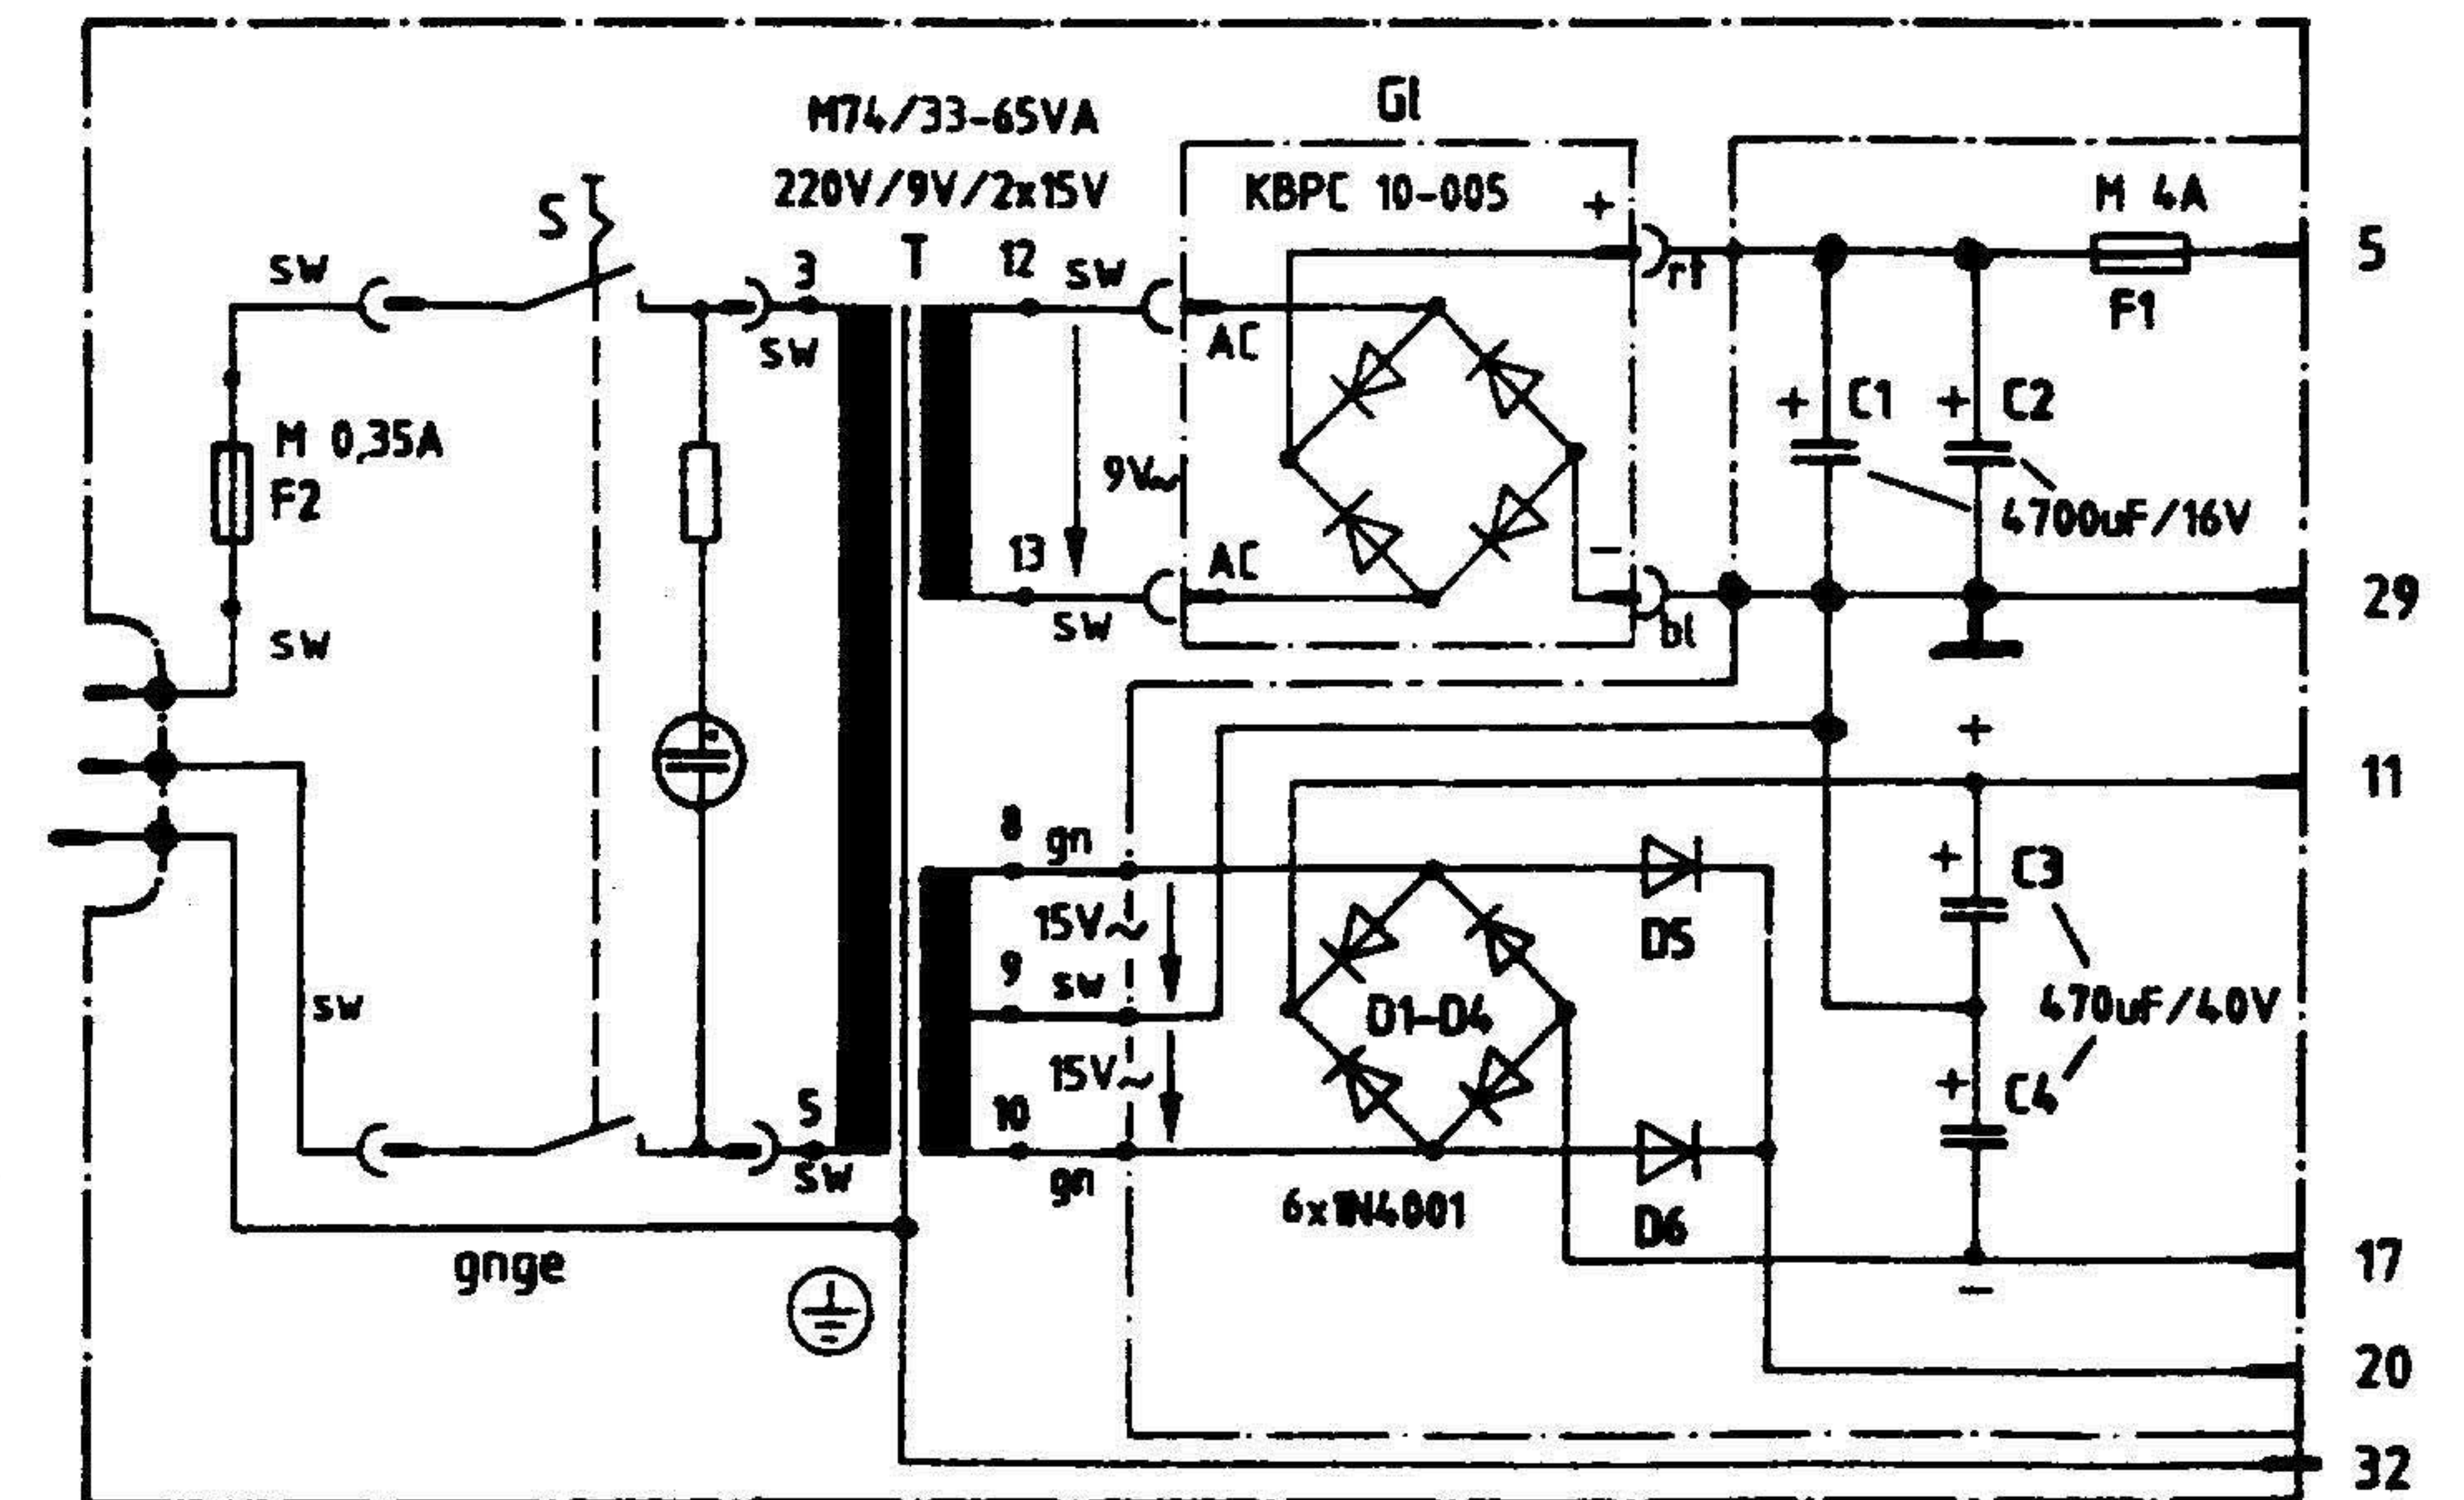 Gl
M74/33-65VA
220V/9V/2x15V
KBPC 10-005
+
M 4A
F1
5
S
sw
3
T
12
sw
rt
sw
AC
M 0,35A
F2
9V~
+ C1
+ C2
4700uF/16V
13
AC
–
29
sw
sw
bl
+
11
8
gn
15V~
9
sw
D5
+ C3
D1-D4
470uF/40V
sw
15V~
10
5
sw
gn
+ C4
6x1N4001
D6
gnge
17
–
20
32